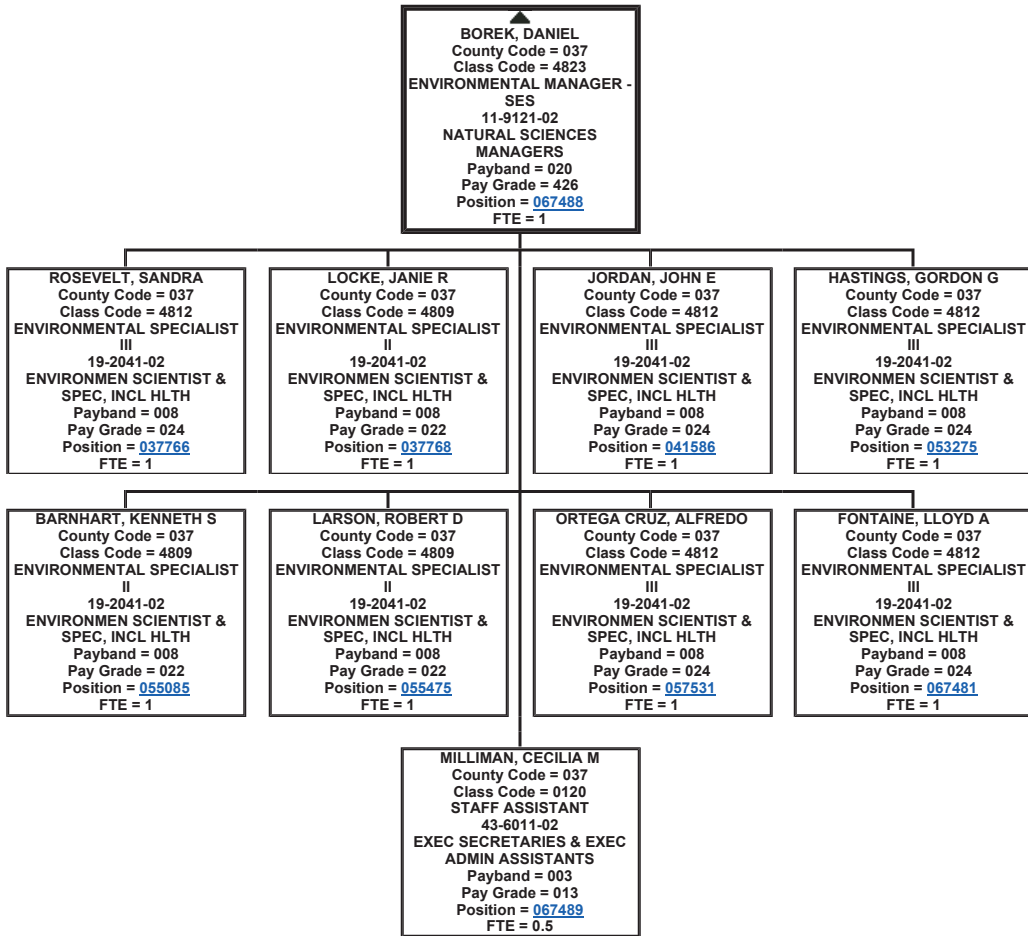 BOREK, DANIEL
County Code = 037
Class Code = 4823
ENVIRONMENTAL MANAGER -
SES
11-9121-02
NATURAL SCIENCES
MANAGERS
Payband = 020
Pay Grade = 426
Position = 067488
FTE = 1
ROSEVELT, SANDRA
County Code = 037
Class Code = 4812
ENVIRONMENTAL SPECIALIST
III
19-2041-02
ENVIRONMEN SCIENTIST &
SPEC, INCL HLTH
Payband = 008
Pay Grade = 024
Position = 037766
FTE = 1
LOCKE, JANIE R
County Code = 037
Class Code = 4809
ENVIRONMENTAL SPECIALIST
II
19-2041-02
ENVIRONMEN SCIENTIST &
SPEC, INCL HLTH
Payband = 008
Pay Grade = 022
Position = 037768
FTE = 1
JORDAN, JOHN E
County Code = 037
Class Code = 4812
ENVIRONMENTAL SPECIALIST
III
19-2041-02
ENVIRONMEN SCIENTIST &
SPEC, INCL HLTH
Payband = 008
Pay Grade = 024
Position = 041586
FTE = 1
HASTINGS, GORDON G
County Code = 037
Class Code = 4812
ENVIRONMENTAL SPECIALIST
III
19-2041-02
ENVIRONMEN SCIENTIST &
SPEC, INCL HLTH
Payband = 008
Pay Grade = 024
Position = 053275
FTE = 1
BARNHART, KENNETH S
County Code = 037
Class Code = 4809
ENVIRONMENTAL SPECIALIST
II
19-2041-02
ENVIRONMEN SCIENTIST &
SPEC, INCL HLTH
Payband = 008
Pay Grade = 022
Position = 055085
FTE = 1
LARSON, ROBERT D
County Code = 037
Class Code = 4809
ENVIRONMENTAL SPECIALIST
II
19-2041-02
ENVIRONMEN SCIENTIST &
SPEC, INCL HLTH
Payband = 008
Pay Grade = 022
Position = 055475
FTE = 1
ORTEGA CRUZ, ALFREDO
County Code = 037
Class Code = 4812
ENVIRONMENTAL SPECIALIST
III
19-2041-02
ENVIRONMEN SCIENTIST &
SPEC, INCL HLTH
Payband = 008
Pay Grade = 024
Position = 057531
FTE = 1
FONTAINE, LLOYD A
County Code = 037
Class Code = 4812
ENVIRONMENTAL SPECIALIST
III
19-2041-02
ENVIRONMEN SCIENTIST &
SPEC, INCL HLTH
Payband = 008
Pay Grade = 024
Position = 067481
FTE = 1
MILLIMAN, CECILIA M
County Code = 037
Class Code = 0120
STAFF ASSISTANT
43-6011-02
EXEC SECRETARIES & EXEC
ADMIN ASSISTANTS
Payband = 003
Pay Grade = 013
Position = 067489
FTE = 0.5